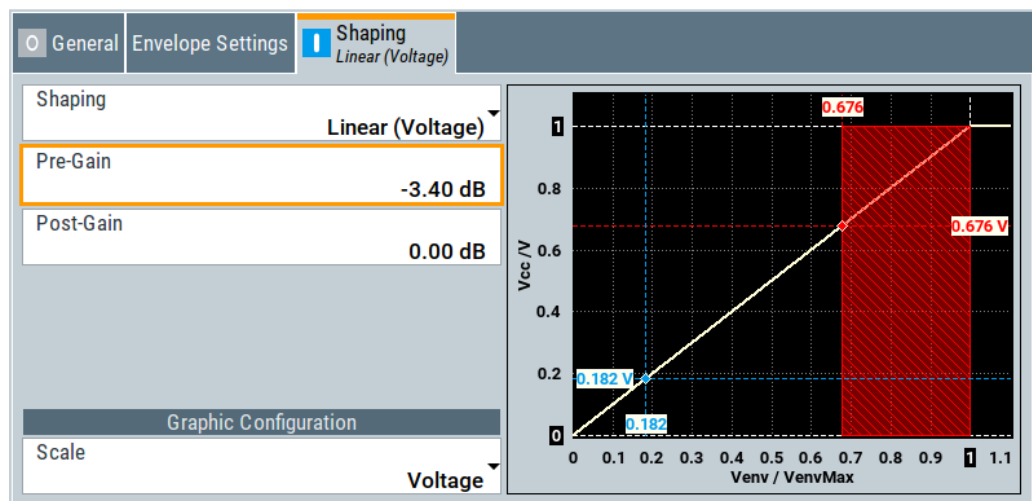 0 General
Envelope Settings
Shaping
Linear (Voltage)
Shaping
Linear (Voltage)
Pre-Gain
-3.40 dB
Post-Gain
0.00 dB
Graphic Configuration
Scale
Voltage
0.676
1
0.8
0.676 V
0.6
Vcc /V
0.4
0.2
0.182 V
0.182
0
0 0.1 0.2 0.3 0.4 0.5 0.6 0.7 0.8 0.9 1 1.1
Venv / VenvMax